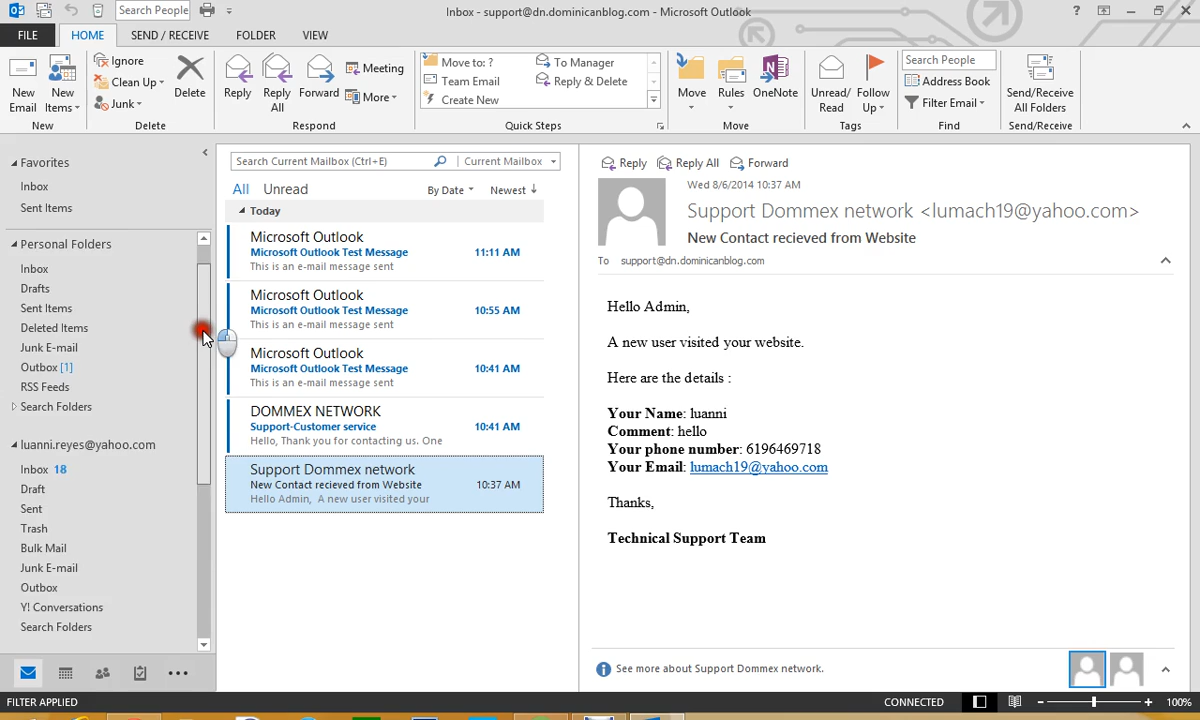 Search People
Inbox - support@dn.dominicanblog.com - Microsoft Outlook
?
FILE
HOME
SEND / RECEIVE
FOLDER
VIEW
New Email
New Items
New
Ignore
Clean Up
Junk
Delete
Delete
Reply
Reply All
Forward
Meeting
More
Respond
Move to: ?
Team Email
Create New
To Manager
Reply & Delete
Quick Steps
Move
Rules
OneNote
Move
Unread/ Read
Follow Up
Tags
Search People
Address Book
Filter Email
Find
Send/Receive All Folders
Send/Receive
Favorites
Inbox
Sent Items
Personal Folders
Inbox
Drafts
Sent Items
Deleted Items
Junk E-mail
Outbox [1]
RSS Feeds
Search Folders
luanni.reyes@yahoo.com
Inbox 18
Draft
Sent
Trash
Bulk Mail
Junk E-mail
Outbox
Y! Conversations
Search Folders
Search Current Mailbox (Ctrl+E)
Current Mailbox
All
Unread
By Date
Newest
Today
Microsoft Outlook
Microsoft Outlook Test Message 11:11 AM
This is an e-mail message sent
Microsoft Outlook
Microsoft Outlook Test Message 10:55 AM
This is an e-mail message sent
Microsoft Outlook
Microsoft Outlook Test Message 10:41 AM
This is an e-mail message sent
DOMMEX NETWORK
Support-Customer service 10:41 AM
Hello, Thank you for contacting us. One
Support Dommex network
New Contact recieved from Website 10:37 AM
Hello Admin, A new user visited your
Reply
Reply All
Forward
Wed 8/6/2014 10:37 AM
Support Dommex network <lumach19@yahoo.com>
New Contact recieved from Website
To support@dn.dominicanblog.com
Hello Admin,
A new user visited your website.
Here are the details :
Your Name: luanni
Comment: hello
Your phone number: 6196469718
Your Email: lumach19@yahoo.com
Thanks,
Technical Support Team
See more about Support Dommex network.
FILTER APPLIED
CONNECTED
100%